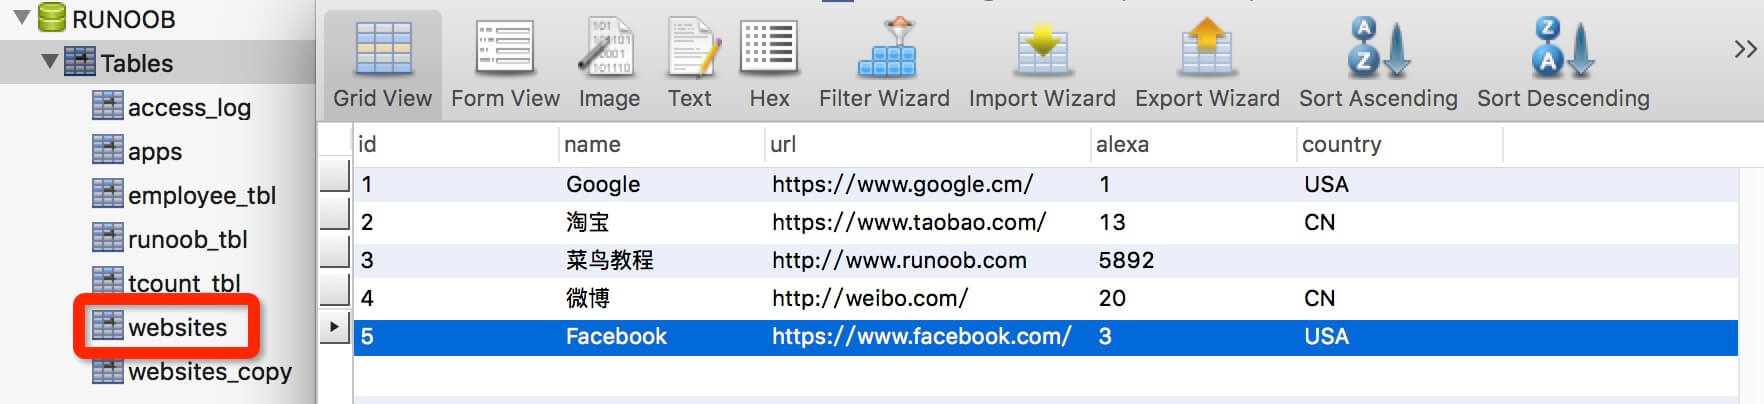 RUNOOB
Tables
access_log
apps
employee_tbl
runoob_tbl
tcount_tbl
websites
websites_copy
Grid View Form View Image Text Hex Filter Wizard Import Wizard Export Wizard Sort Ascending Sort Descending
id name url alexa country
1 Google https://www.google.cm/ 1 USA
2 淘宝 https://www.taobao.com/ 13 CN
3 菜鸟教程 http://www.runoob.com 5892
4 微博 http://weibo.com/ 20 CN
5 Facebook https://www.facebook.com/ 3 USA